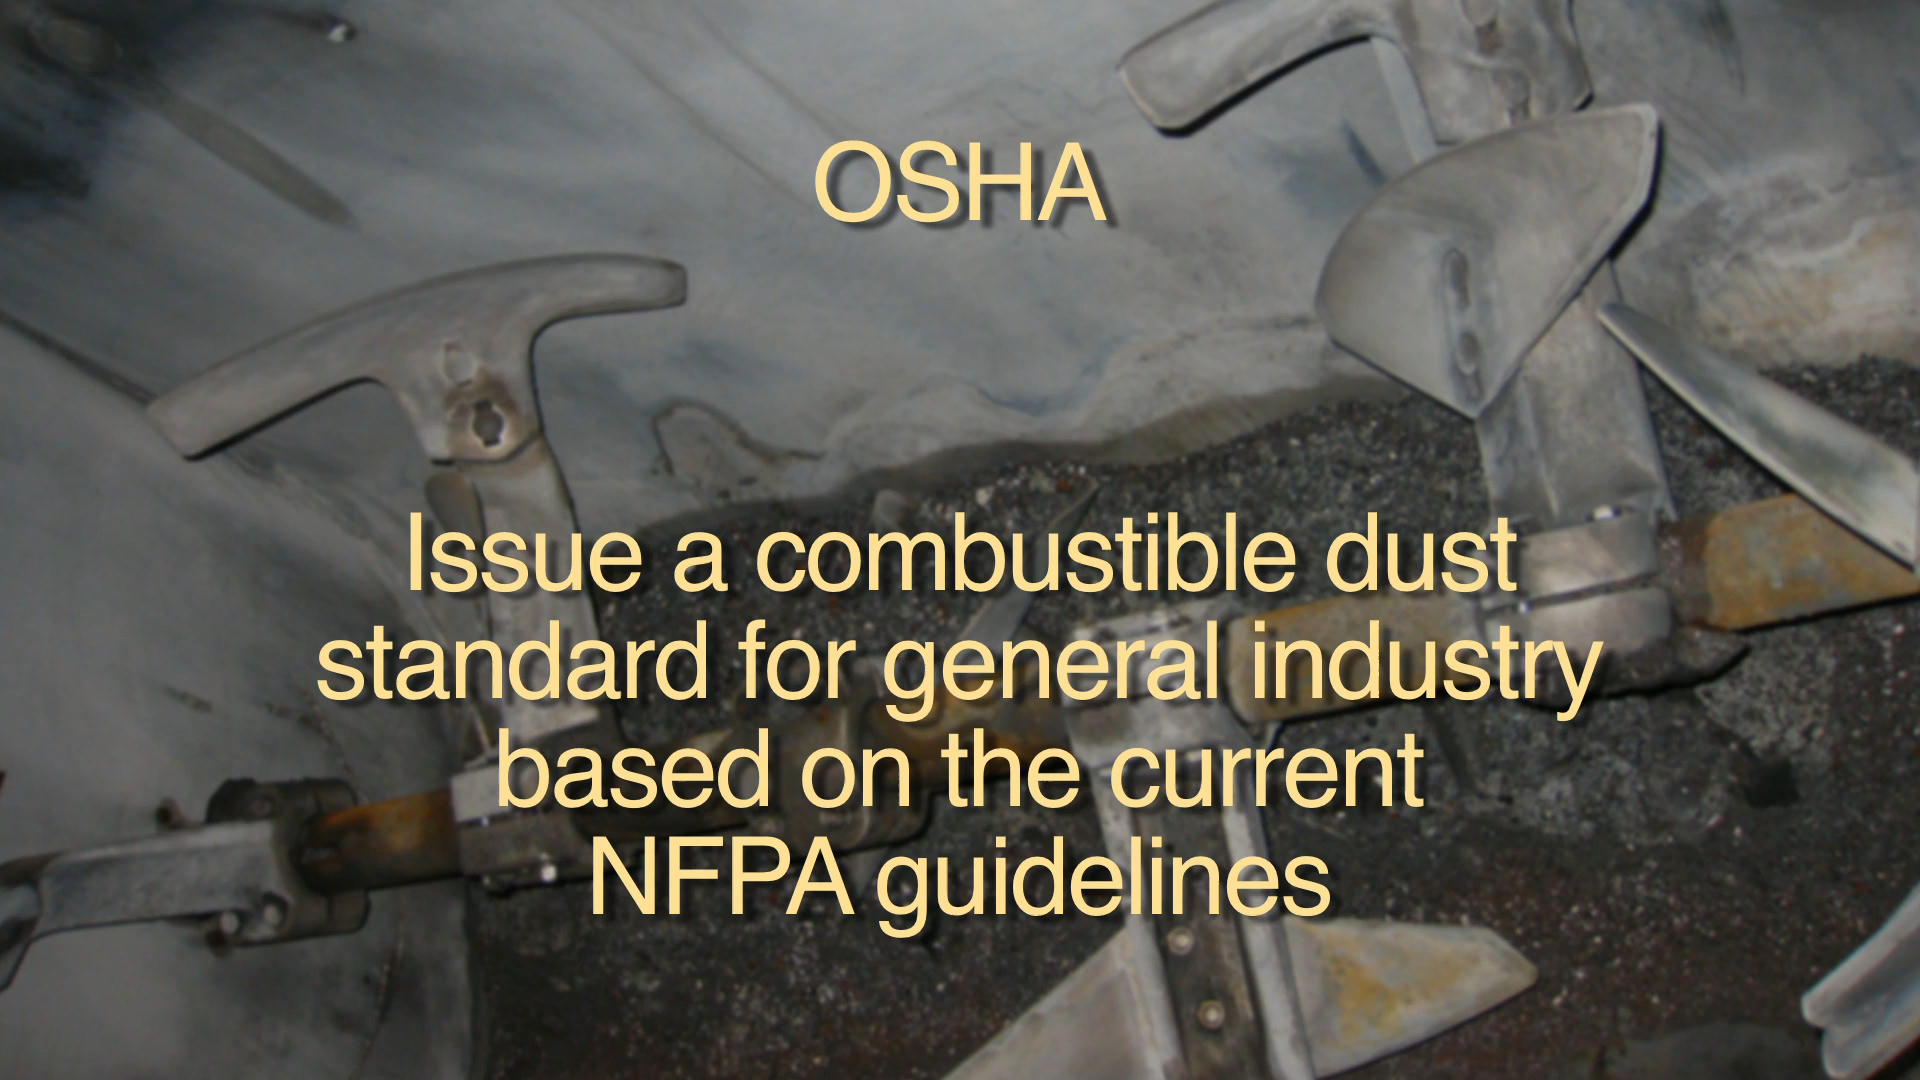 OSHA
Issue a combustible dust
standard for general industry
based on the current
NFPA guidelines